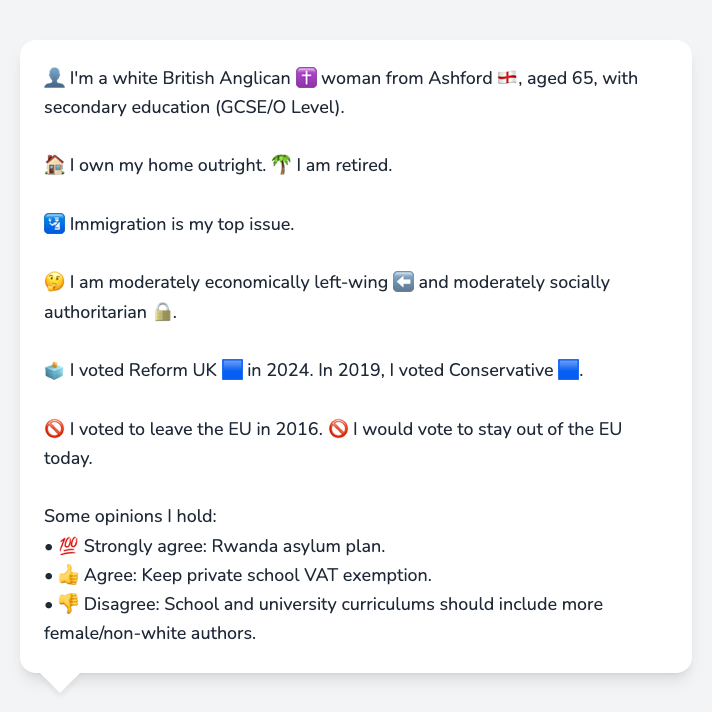 👤 I'm a white British Anglican ✝️ woman from Ashford 🏴󠁧󠁢󠁥󠁮󠁧󠁿, aged 65, with
secondary education (GCSE/O Level).
🏠 I own my home outright. 🌴 I am retired.
🛂 Immigration is my top issue.
🤔 I am moderately economically left-wing ⬅️ and moderately socially
authoritarian 🔒.
🗳️ I voted Reform UK 🟦 in 2024. In 2019, I voted Conservative 🟦.
🚫 I voted to leave the EU in 2016. 🚫 I would vote to stay out of the EU
today.
Some opinions I hold:
• 💯 Strongly agree: Rwanda asylum plan.
• 👍 Agree: Keep private school VAT exemption.
• 👎 Disagree: School and university curriculums should include more
female/non-white authors.